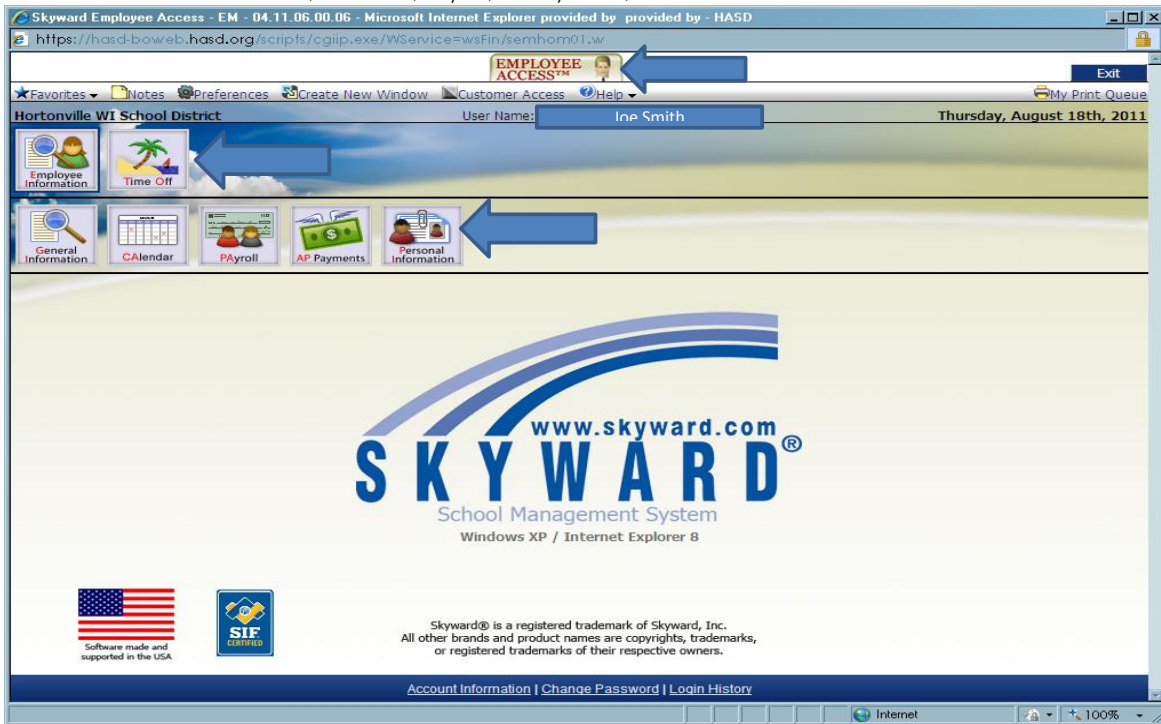 Skyward Employee Access - EM - 04.11.06.00.06 - Microsoft Internet Explorer provided by provided by - HASD
https://hasd-boweb.hasd.org/scripts/cgiip.exe/WService=wsFin/semhom01.w
EMPLOYEE
ACCESS™
Exit
Favorites Notes Preferences Create New Window Customer Access Help My Print Queue
Hortonville WI School District User Name: Joe Smith Thursday, August 18th, 2011
Employee
Information
Time Off
General
Information
CAlendar
PAyroll
AP Payments
Personal
Information
www.skyward.com
SKYWARD®
School Management System
Windows XP / Internet Explorer 8
Software made and
supported in the USA
SIF
CERTIFIED
Skyward® is a registered trademark of Skyward, Inc.
All other brands and product names are copyrights, trademarks,
or registered trademarks of their respective owners.
Account Information | Change Password | Login History
Internet 100%